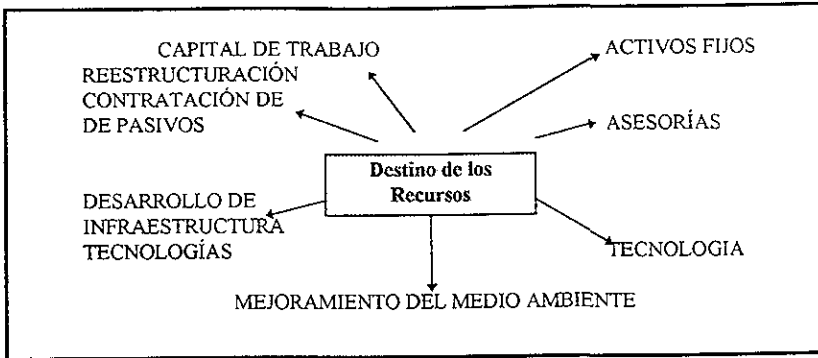 CAPITAL DE TRABAJO
REESTRUCTURACIÓN
CONTRATACIÓN DE
DE PASIVOS
ACTIVOS FIJOS
ASESORÍAS
Destino de los
Recursos
DESARROLLO DE
INFRAESTRUCTURA
TECNOLOGÍAS
TECNOLOGIA
MEJORAMIENTO DEL MEDIO AMBIENTE